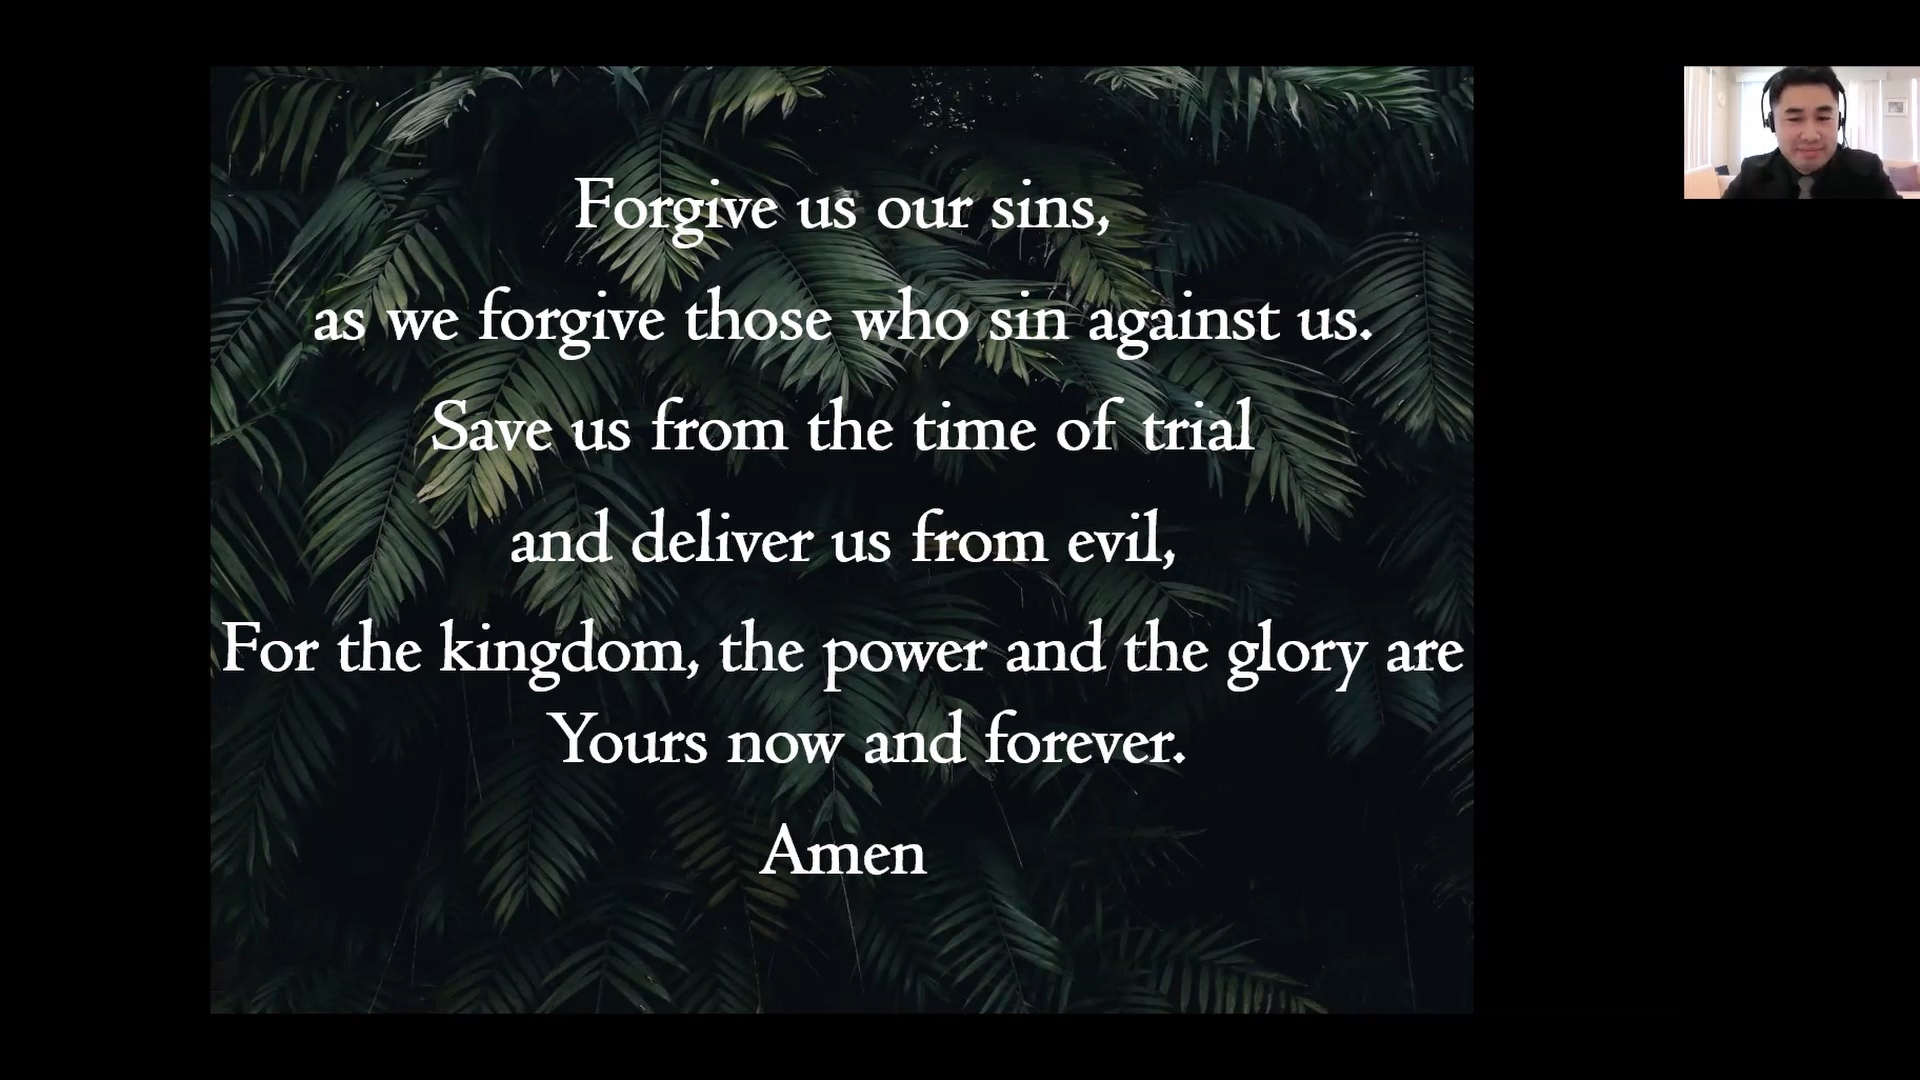 Forgive us our sins,
as we forgive those who sin against us.
Save us from the time of trial
and deliver us from evil,
For the kingdom, the power and the glory are
Yours now and forever.
Amen